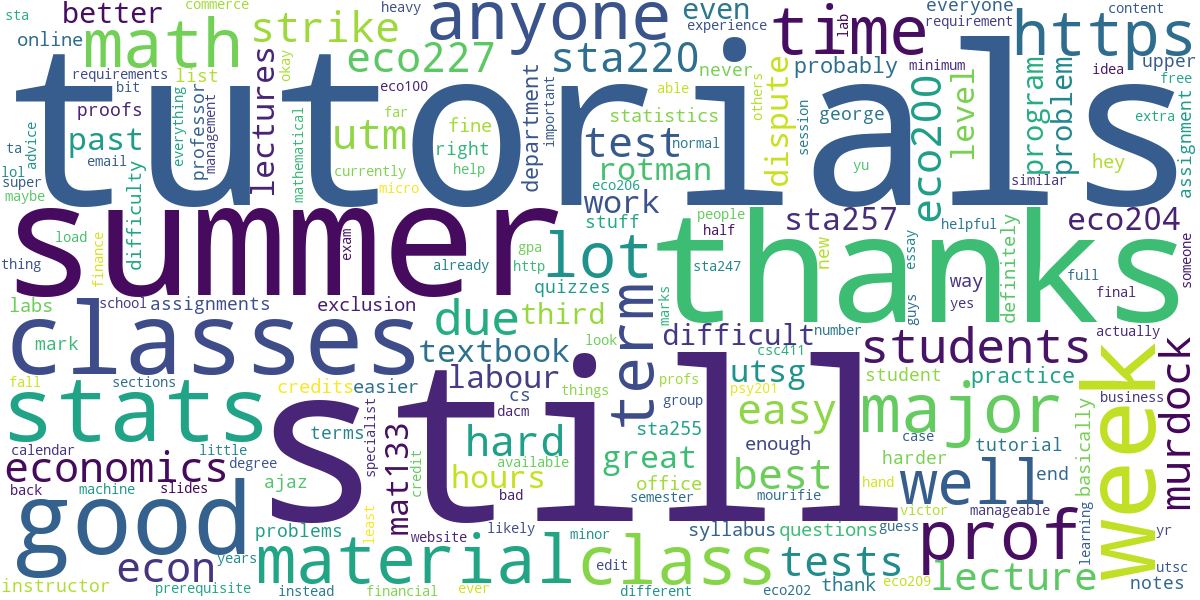 sta
commerce
heavy
anyone
even
everyone
content
better
math
strike
experience
time
lab
requirement
https
online
eco227
sta220
never
probably
minimum
idea
upper
requirements
list
okay
eco100
free
bit
tutorials
proofs
everything
professor
management
lectures
far
department
important
able
others
statistics
session
george
eco200
level
program
problem
extra
ta
advice
past
utm
fine
test
normal
dispute
hey
assignment
lol
email
mathematical
right
help
rotman
yu
super
difficulty
currently
micro
eco206
similar
maybe
work
summer
stuff
people
half
sta257
helpful
eco204
load
exam
gpa
lot
thanks
new
essay
definitely
someone
thing
finance
already
http
sta247
way
full
quizzes
term
marks
yes
guys
final
school
assignments
exclusion
labs
classes
due
third
difficult
number
actually
mark
textbook
look
csc411
students
fall
sections
credits
easier
labour
things
profs
utsg
student
practice
week
murdock
stats
still
cs
dacm
group
psy201
easy
major
business
calendar
little
terms
specialist
mat133
hard
sta255
enough
case
tutorial
basically
economics
degree
credit
available
great
harder
back
machine
slides
ajaz
hours
office
best
well
end
good
bad
semester
mourifie
hand
problems
least
website
likely
minor
syllabus
questions
guess
victor
manageable
prof
learning
yr
econ
years
material
edit
class
tests
utsc
instructor
prerequisite
instead
financial
ever
different
eco202
thank
eco209
lecture
notes